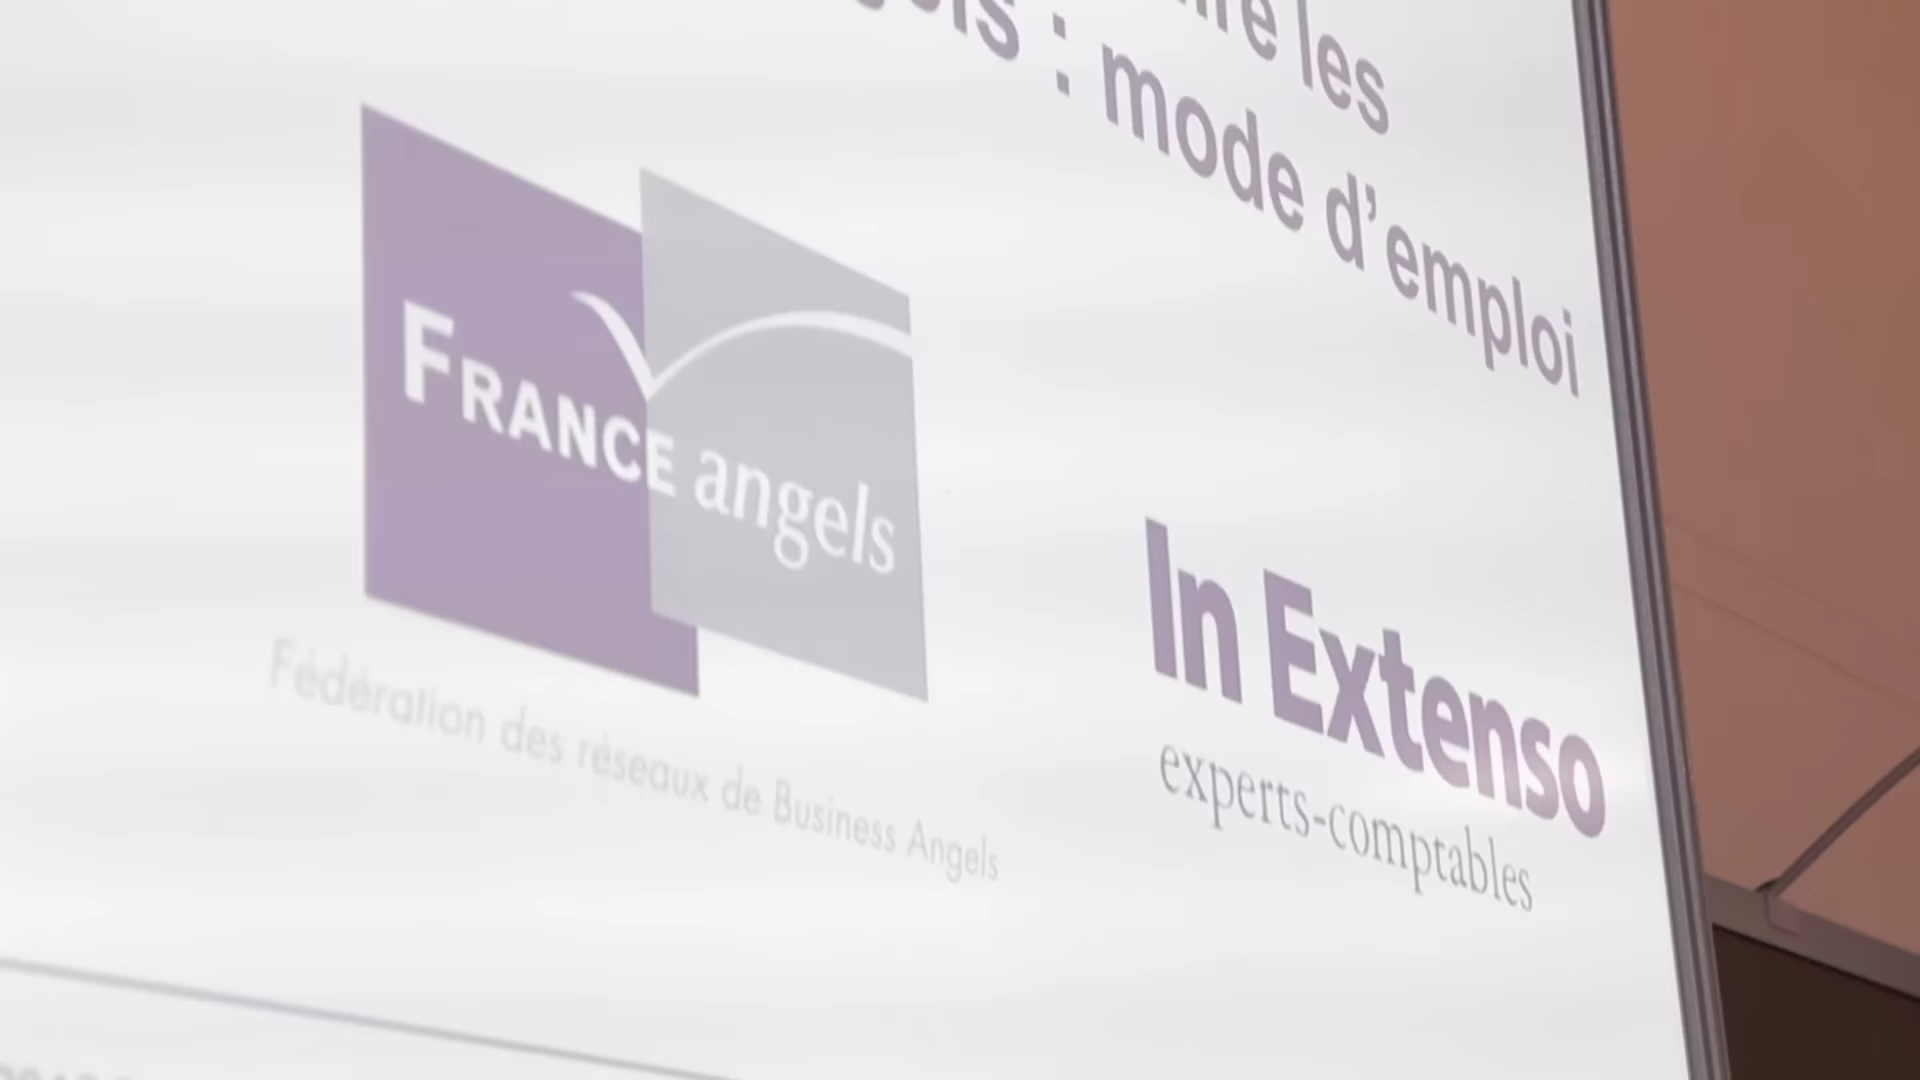 les
: mode d’emploi
FRANCE angels
Fédération des réseaux de Business Angels
In Extenso
experts-comptables